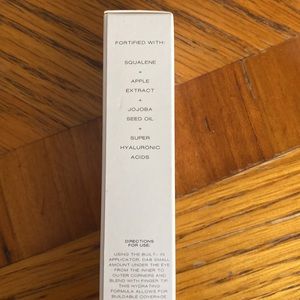 FORTIFIED WITH:
SQUALENE
+
APPLE
EXTRACT
+
JOJOBA
SEED OIL
+
SUPER
HYALURONIC
ACIDS
DIRECTIONS
FOR USE:
USING THE BUILT-IN
APPLICATOR, DAB SMALL
AMOUNT UNDER THE EYE
FROM THE INNER TO
OUTER CORNERS AND
BLEND WITH FINGER TIP.
THIS HYDRATING
FORMULA ALLOWS FOR
BUILDABLE COVERAGE